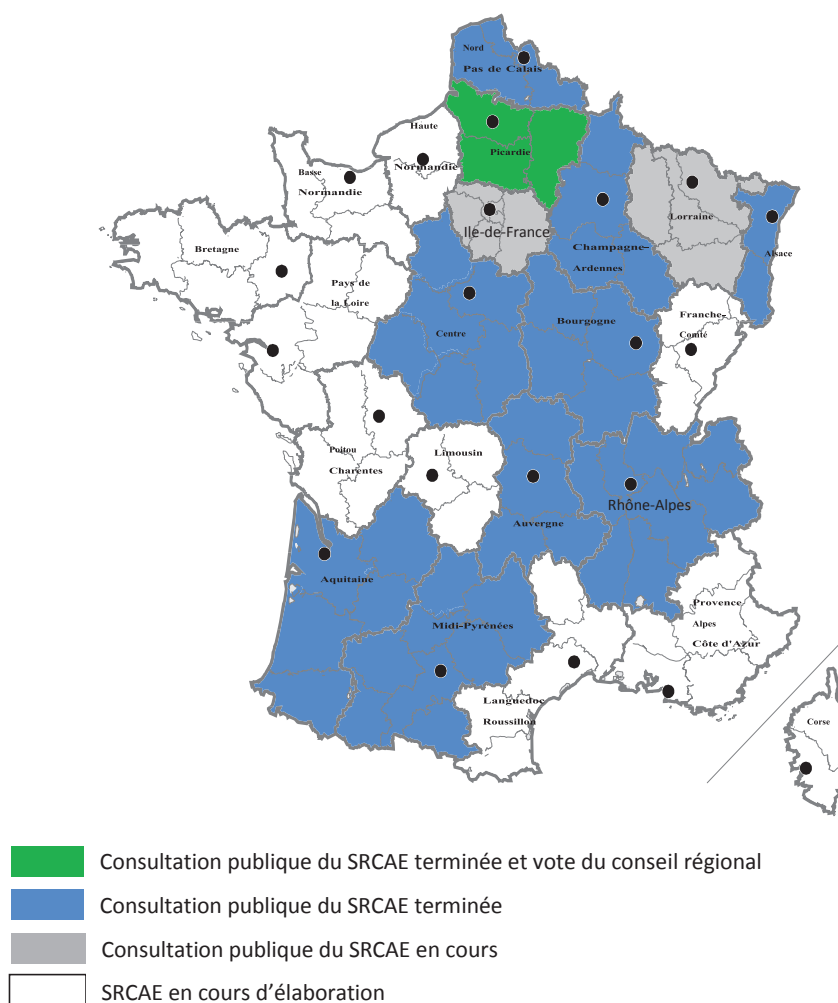 Nord
Pas de Calais
Haute
Normandie
Picardie
Basse
Normandie
Ile-de-France
Lorraine
Champagne-
Ardennes
Alsace
Bretagne
Pays de
la Loire
Centre
Bourgogne
Franche-
Comté
Poitou
Charentes
Limousin
Auvergne
Rhône-Alpes
Aquitaine
Midi-Pyrénées
Provence
Alpes
Côte d'Azur
Languedoc
Roussillon
Corse
Consultation publique du SRCAE terminée et vote du conseil régional
Consultation publique du SRCAE terminée
Consultation publique du SRCAE en cours
SRCAE en cours d’élaboration